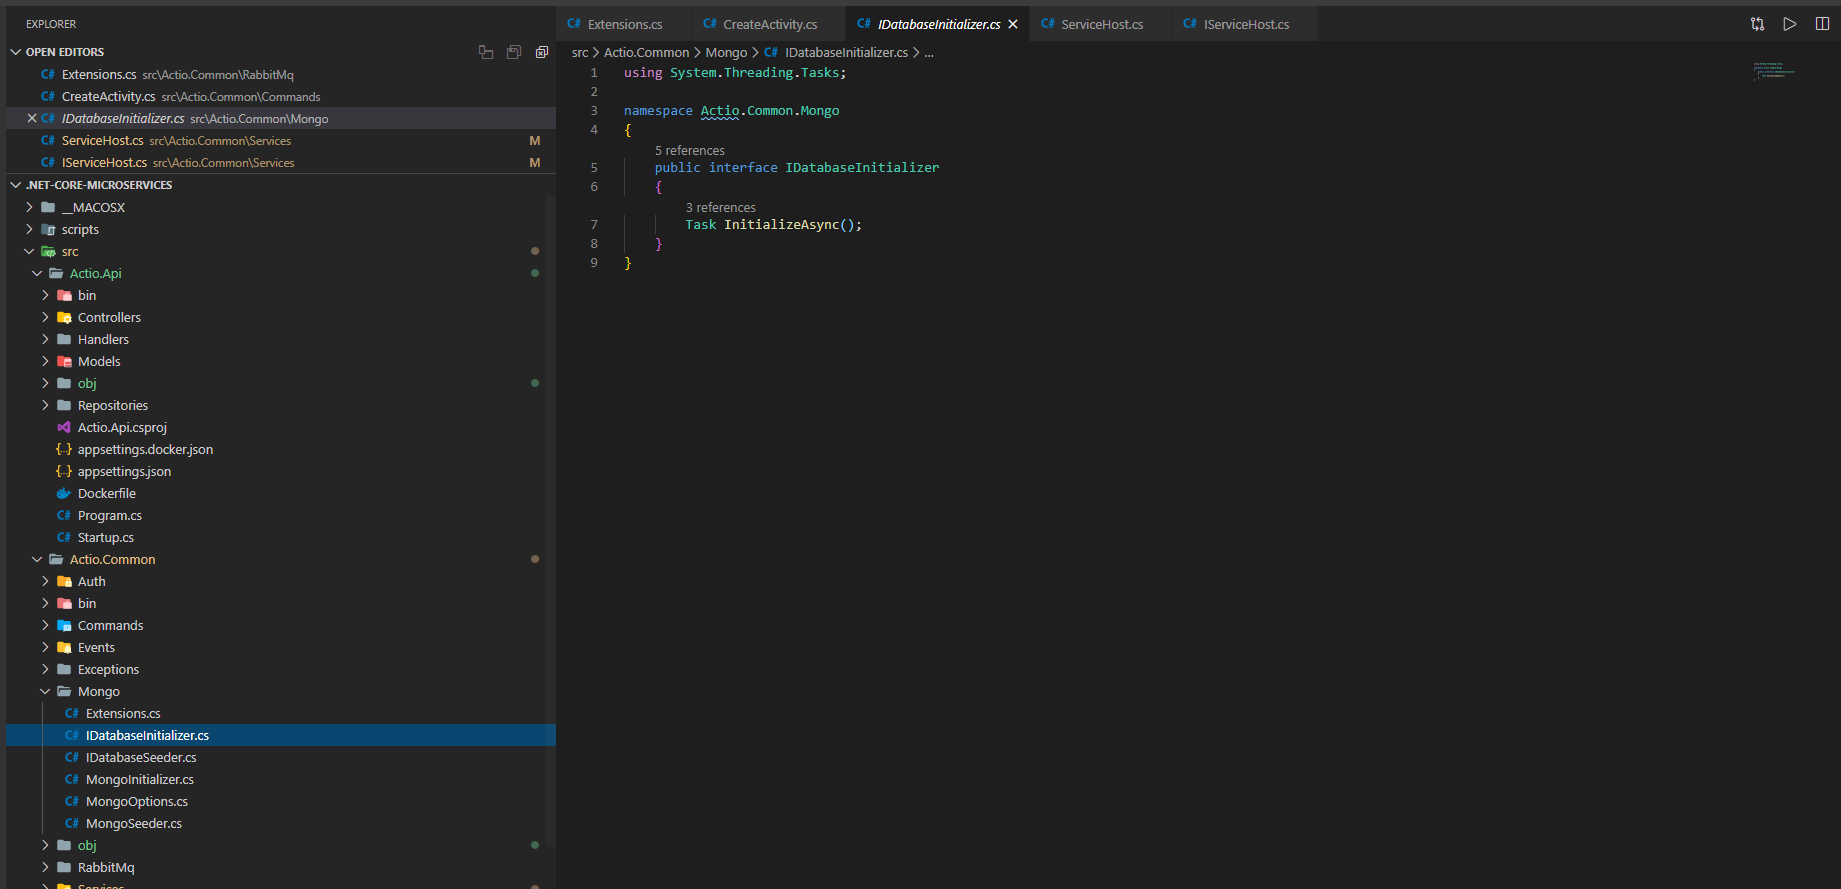 EXPLORER
OPEN EDITORS
C# Extensions.cs src\Actio.Common\RabbitMq
C# CreateActivity.cs src\Actio.Common\Commands
C# IDatabaseInitializer.cs src\Actio.Common\Mongo
C# ServiceHost.cs src\Actio.Common\Services M
C# IServiceHost.cs src\Actio.Common\Services M
.NET-CORE-MICROSERVICES
__MACOSX
scripts
src
Actio.Api
bin
Controllers
Handlers
Models
obj
Repositories
Actio.Api.csproj
{..} appsettings.docker.json
{..} appsettings.json
Dockerfile
C# Program.cs
C# Startup.cs
Actio.Common
Auth
bin
Commands
Events
Exceptions
Mongo
C# Extensions.cs
C# IDatabaseInitializer.cs
C# IDatabaseSeeder.cs
C# MongoInitializer.cs
C# MongoOptions.cs
C# MongoSeeder.cs
obj
RabbitMq
Services
C# Extensions.cs C# CreateActivity.cs C# IDatabaseInitializer.cs C# ServiceHost.cs C# IServiceHost.cs
src > Actio.Common > Mongo > C# IDatabaseInitializer.cs > ...
1 using System.Threading.Tasks;
2
3 namespace Actio.Common.Mongo
4 {
5 references
5 public interface IDatabaseInitializer
6 {
3 references
7 Task InitializeAsync();
8 }
9 }